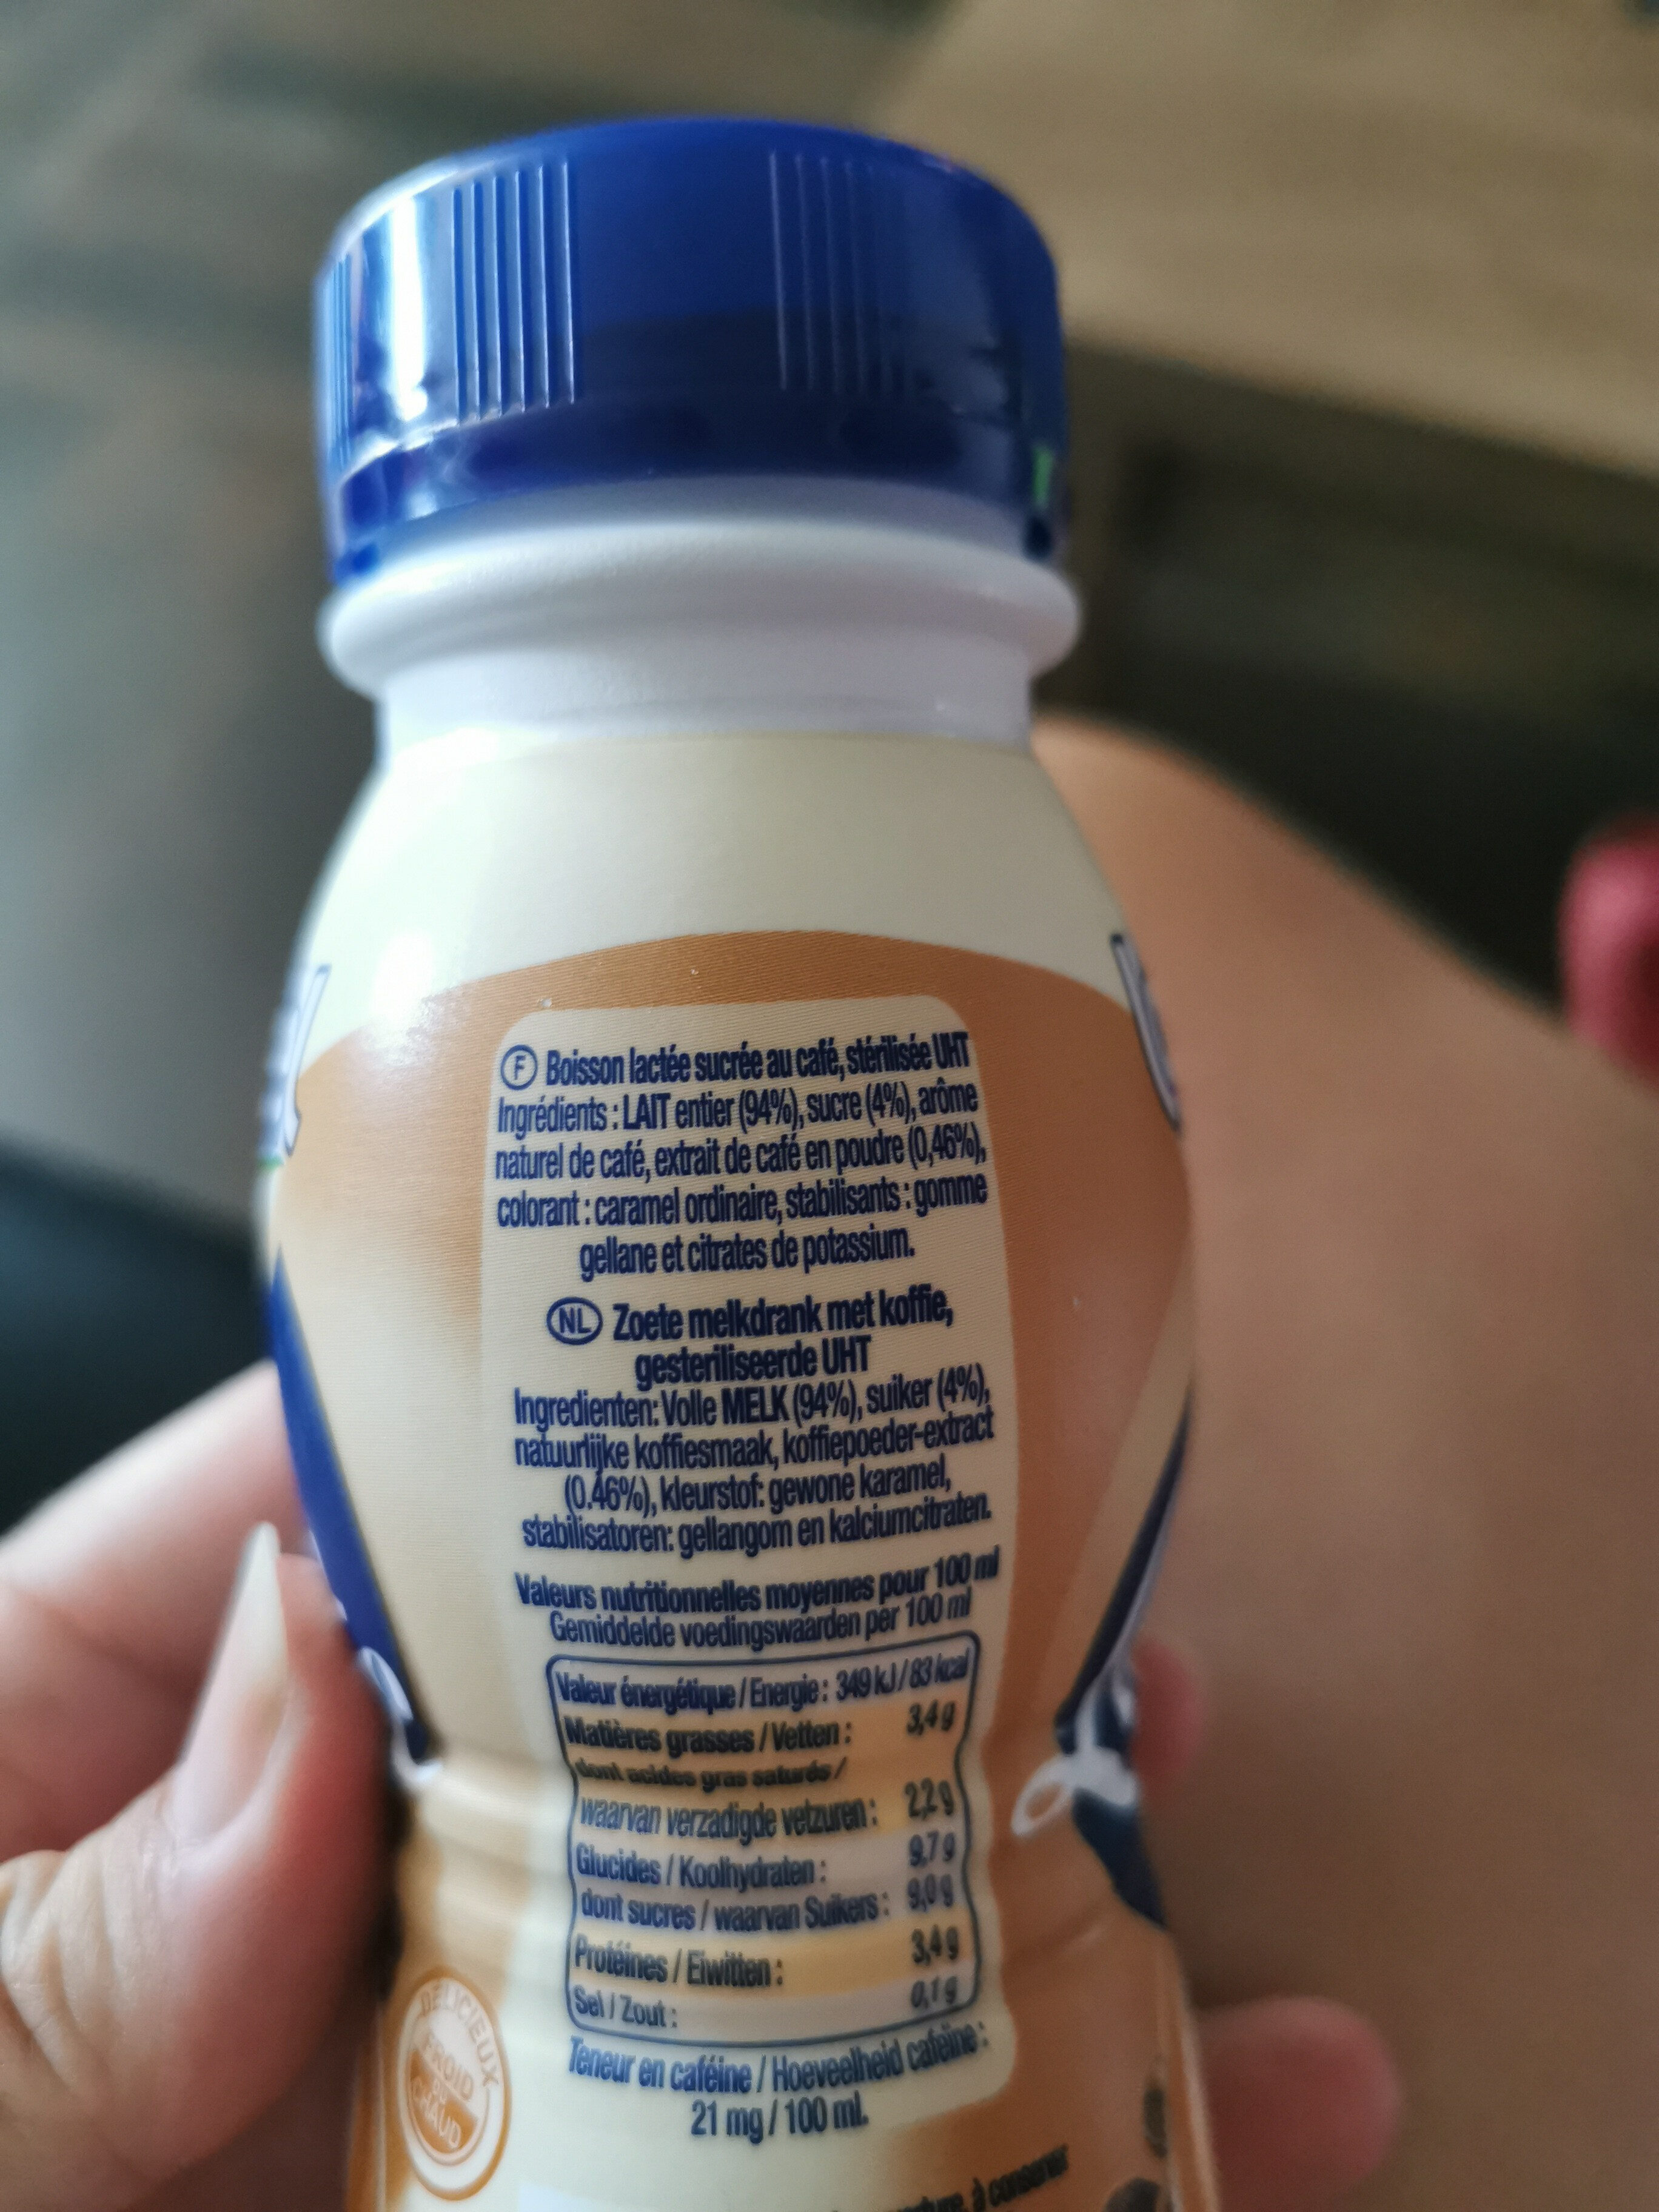 F Boisson lactée sucrée au café, stérilisée UHT
Ingrédients : LAIT entier (94%), sucre (4%), arôme
naturel de café, extrait de café en poudre (0,46%),
colorant : caramel ordinaire, stabilisants : gomme
gellane et citrates de potassium.
NL Zoete melkdrank met koffie,
gesteriliseerde UHT
Ingredienten: Volle MELK (94%), suiker (4%),
natuurlijke koffiesmaak, koffiepoeder-extract
(0.46%), kleurstof: gewone karamel,
stabilisatoren: gellangom en kalciumcitraten.
Valeurs nutritionnelles moyennes pour 100 ml
Gemiddelde voedingswaarden per 100 ml
Valeur énergétique / Energie : 349 kJ / 83 kcal
Matières grasses / Vetten : 3,4 g
dont acides gras saturés /
waarvan verzadigde vetzuren : 2,2 g
Glucides / Koolhydraten : 9,7 g
dont sucres / waarvan Suikers : 9,0 g
Protéines / Eiwitten : 3,4 g
Sel / Zout : 0,1 g
Teneur en caféine / Hoeveelheid cafeïne :
21 mg / 100 ml.
DÉLICIEUX
FROID
OU
CHAUD
à conserver